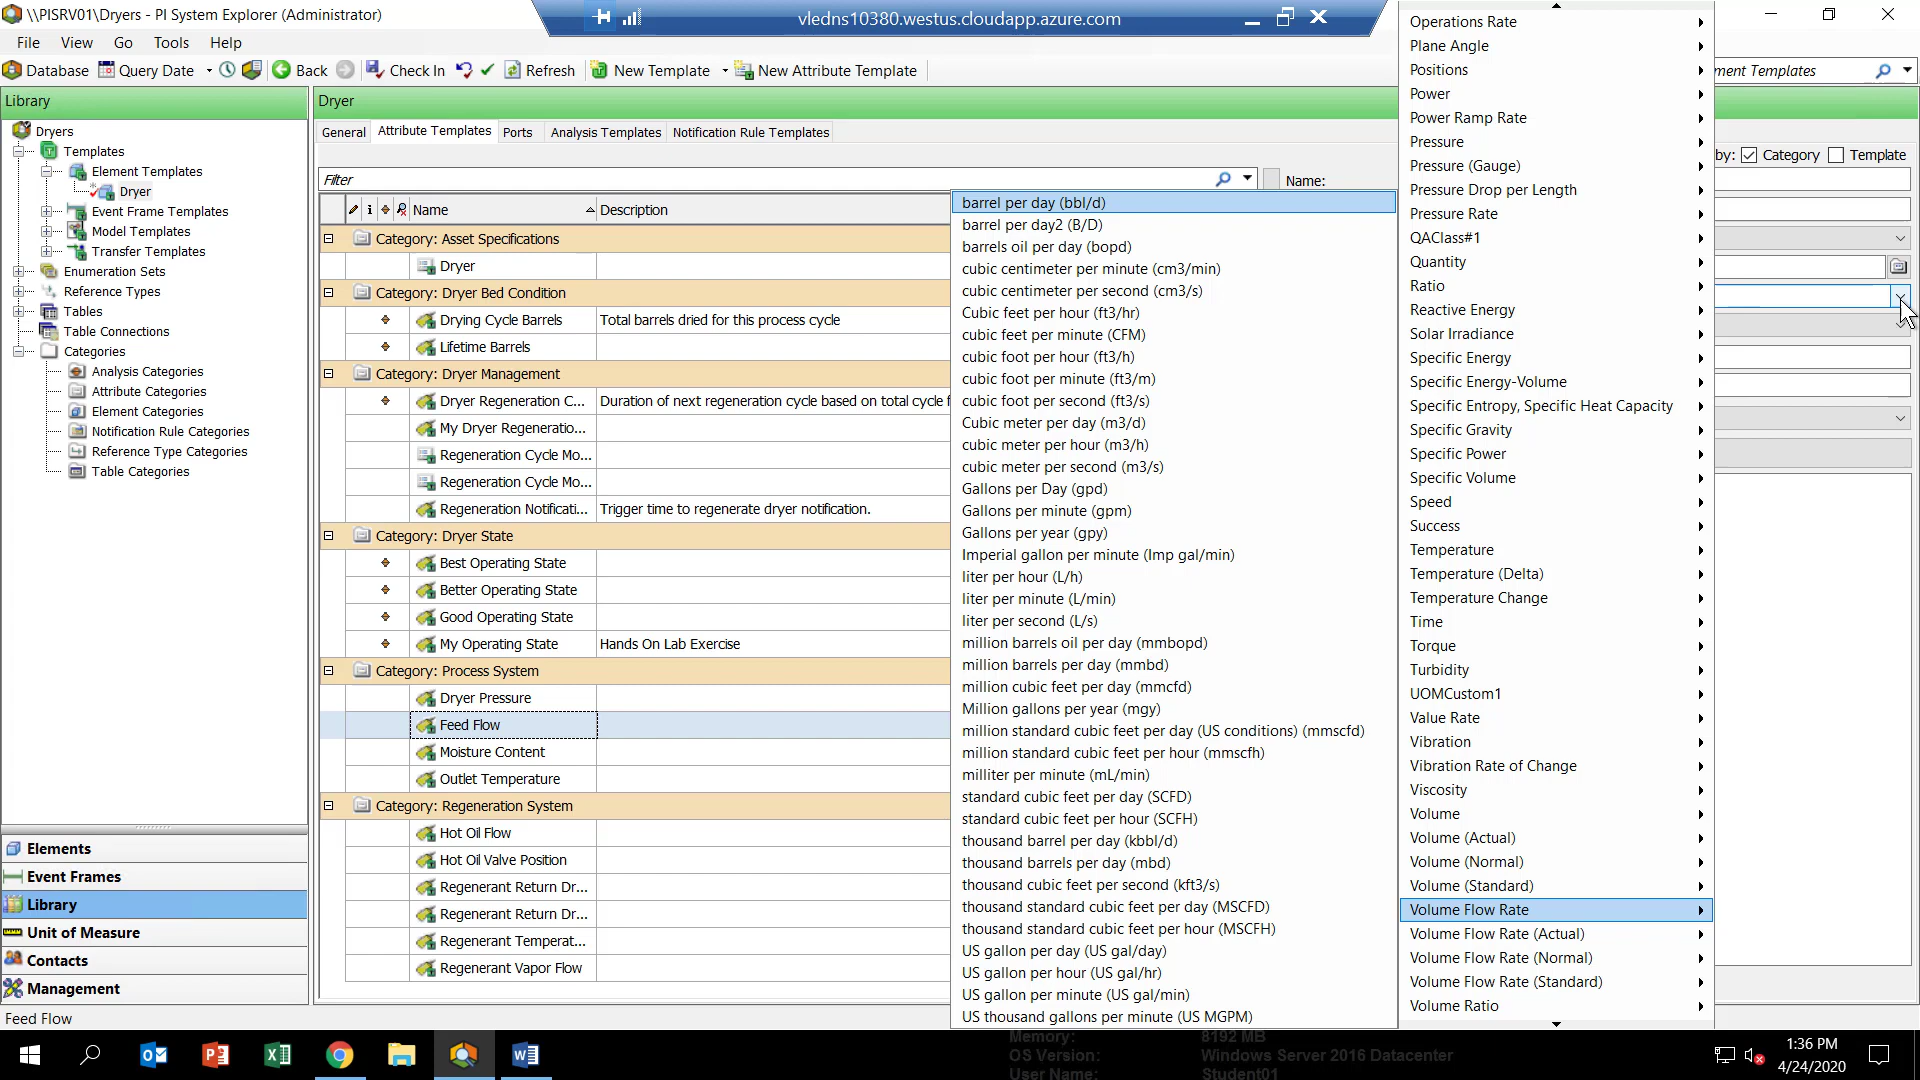 \\PISRV01\Dryers - PI System Explorer (Administrator)
vledns10380.westus.cloudapp.azure.com
File View Go Tools Help
Database Query Date Back Check In Refresh New Template New Attribute Template
ment Templates
Library
Dryers
Templates
Element Templates
Dryer
Event Frame Templates
Model Templates
Transfer Templates
Enumeration Sets
Reference Types
Tables
Table Connections
Categories
Analysis Categories
Attribute Categories
Element Categories
Notification Rule Categories
Reference Type Categories
Table Categories
Elements
Event Frames
Library
Unit of Measure
Contacts
Management
Feed Flow
Dryer
General Attribute Templates Ports Analysis Templates Notification Rule Templates
by: Category Template
Filter
Name:
Name Description
Category: Asset Specifications
Dryer
Category: Dryer Bed Condition
Drying Cycle Barrels Total barrels dried for this process cycle
Lifetime Barrels
Category: Dryer Management
Dryer Regeneration C... Duration of next regeneration cycle based on total cycle f
My Dryer Regeneratio...
Regeneration Cycle Mo...
Regeneration Cycle Mo...
Regeneration Notificati... Trigger time to regenerate dryer notification.
Category: Dryer State
Best Operating State
Better Operating State
Good Operating State
My Operating State Hands On Lab Exercise
Category: Process System
Dryer Pressure
Feed Flow
Moisture Content
Outlet Temperature
Category: Regeneration System
Hot Oil Flow
Hot Oil Valve Position
Regenerant Return Dr...
Regenerant Return Dr...
Regenerant Temperat...
Regenerant Vapor Flow
barrel per day (bbl/d)
barrel per day2 (B/D)
barrels oil per day (bopd)
cubic centimeter per minute (cm3/min)
cubic centimeter per second (cm3/s)
Cubic feet per hour (ft3/hr)
cubic feet per minute (CFM)
cubic foot per hour (ft3/h)
cubic foot per minute (ft3/m)
cubic foot per second (ft3/s)
Cubic meter per day (m3/d)
cubic meter per hour (m3/h)
cubic meter per second (m3/s)
Gallons per Day (gpd)
Gallons per minute (gpm)
Gallons per year (gpy)
Imperial gallon per minute (Imp gal/min)
liter per hour (L/h)
liter per minute (L/min)
liter per second (L/s)
million barrels oil per day (mmbopd)
million barrels per day (mmbd)
million cubic feet per day (mmcfd)
Million gallons per year (mgy)
million standard cubic feet per day (US conditions) (mmscfd)
million standard cubic feet per hour (mmscfh)
milliter per minute (mL/min)
standard cubic feet per day (SCFD)
standard cubic feet per hour (SCFH)
thousand barrel per day (kbbl/d)
thousand barrels per day (mbd)
thousand cubic feet per second (kft3/s)
thousand standard cubic feet per day (MSCFD)
thousand standard cubic feet per hour (MSCFH)
US gallon per day (US gal/day)
US gallon per hour (US gal/hr)
US gallon per minute (US gal/min)
US thousand gallons per minute (US MGPM)
Operations Rate
Plane Angle
Positions
Power
Power Ramp Rate
Pressure
Pressure (Gauge)
Pressure Drop per Length
Pressure Rate
QAClass#1
Quantity
Ratio
Reactive Energy
Solar Irradiance
Specific Energy
Specific Energy-Volume
Specific Entropy, Specific Heat Capacity
Specific Gravity
Specific Power
Specific Volume
Speed
Success
Temperature
Temperature (Delta)
Temperature Change
Time
Torque
Turbidity
UOMCustom1
Value Rate
Vibration
Vibration Rate of Change
Viscosity
Volume
Volume (Actual)
Volume (Normal)
Volume (Standard)
Volume Flow Rate
Volume Flow Rate (Actual)
Volume Flow Rate (Normal)
Volume Flow Rate (Standard)
Volume Ratio
Memory: 8192 MB
OS Version: Windows Server 2016 Datacenter
User Name: Student01
1:36 PM
4/24/2020